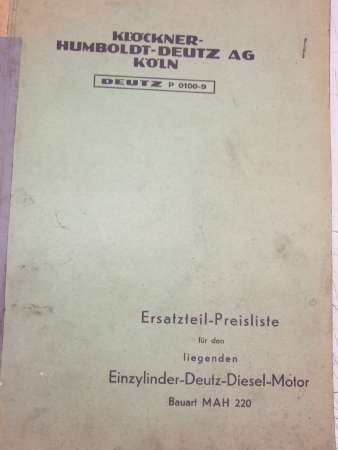 KLÖCKNER-
HUMBOLDT-DEUTZ AG
KÖLN
DEUTZ P 0100-9
Ersatzteil-Preisliste
für den
liegenden
Einzylinder-Deutz-Diesel-Motor
Bauart MAH 220